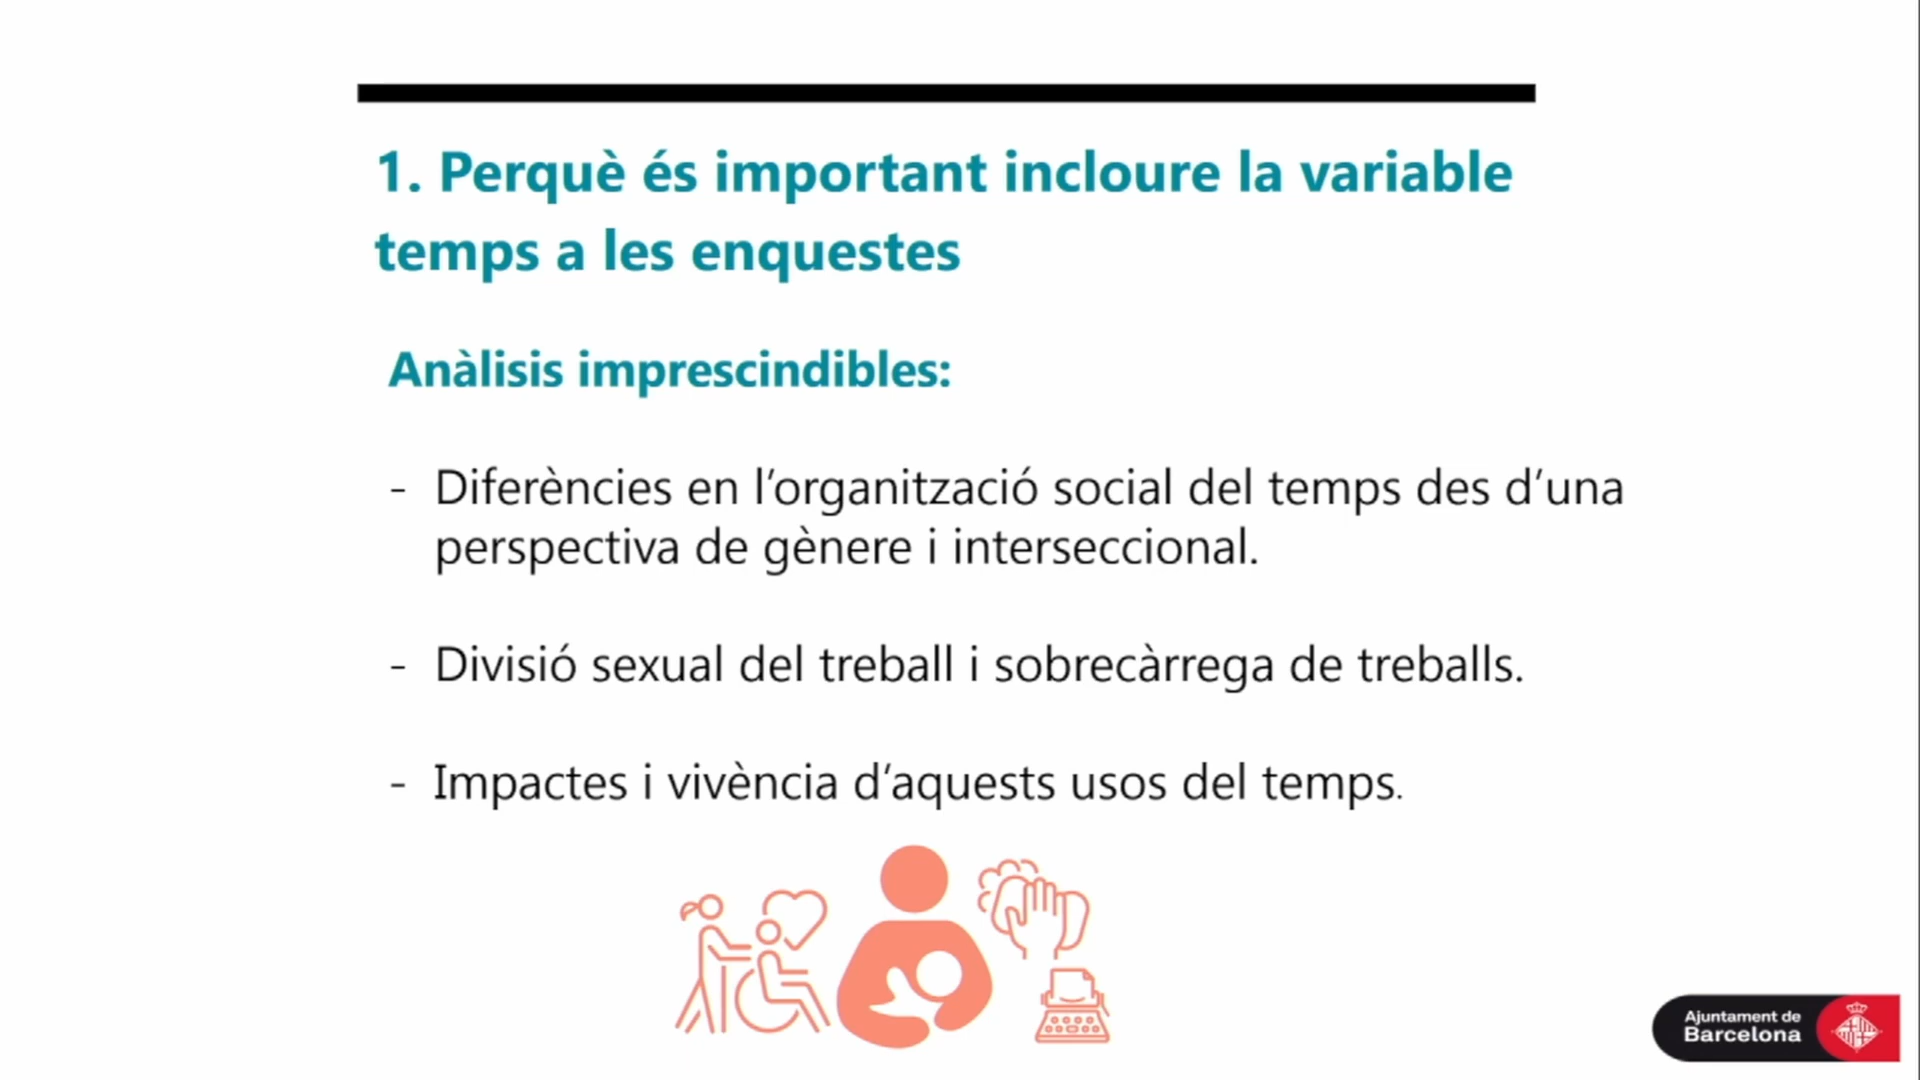 1. Perquè és important incloure la variable
temps a les enquestes
Anàlisis imprescindibles:
- Diferències en l’organització social del temps des d’una
perspectiva de gènere i interseccional.
- Divisió sexual del treball i sobrecàrrega de treballs.
- Impactes i vivència d’aquests usos del temps.
Ajuntament de
Barcelona